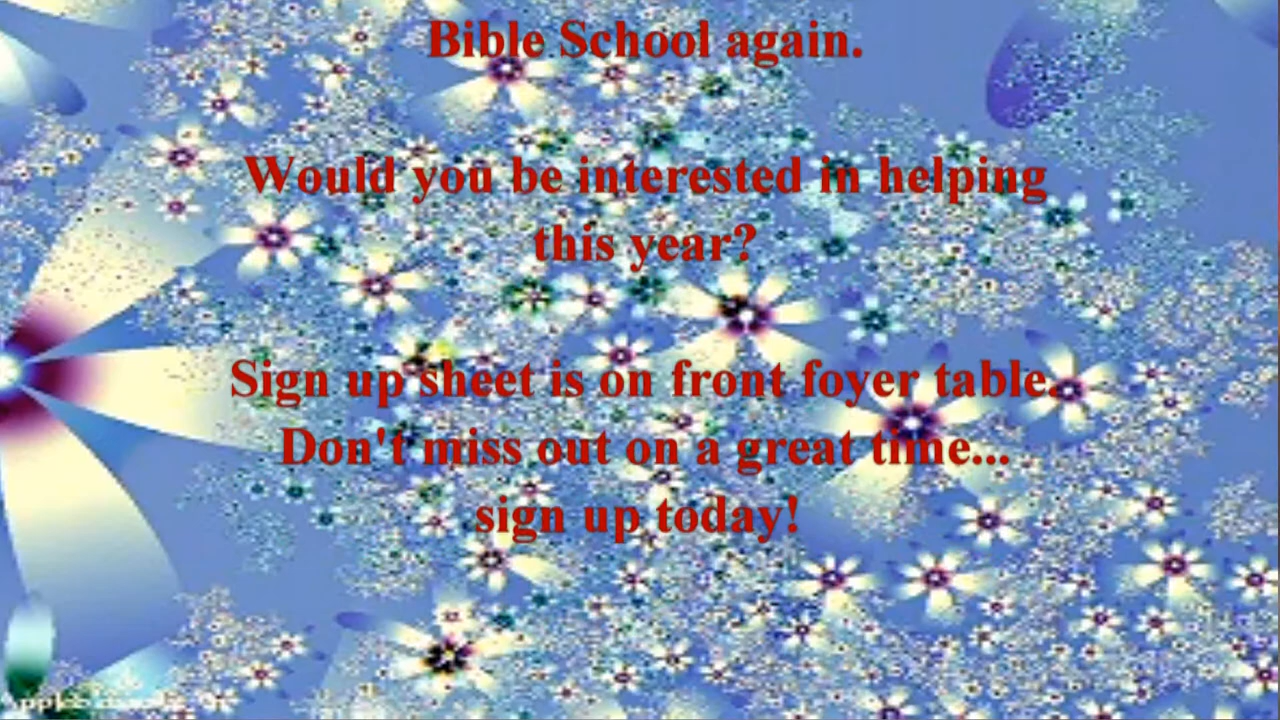 Bible School again.
Would you be interested in helping
this year?
Sign up sheet is on front foyer table.
Don't miss out on a great time...
sign up today!